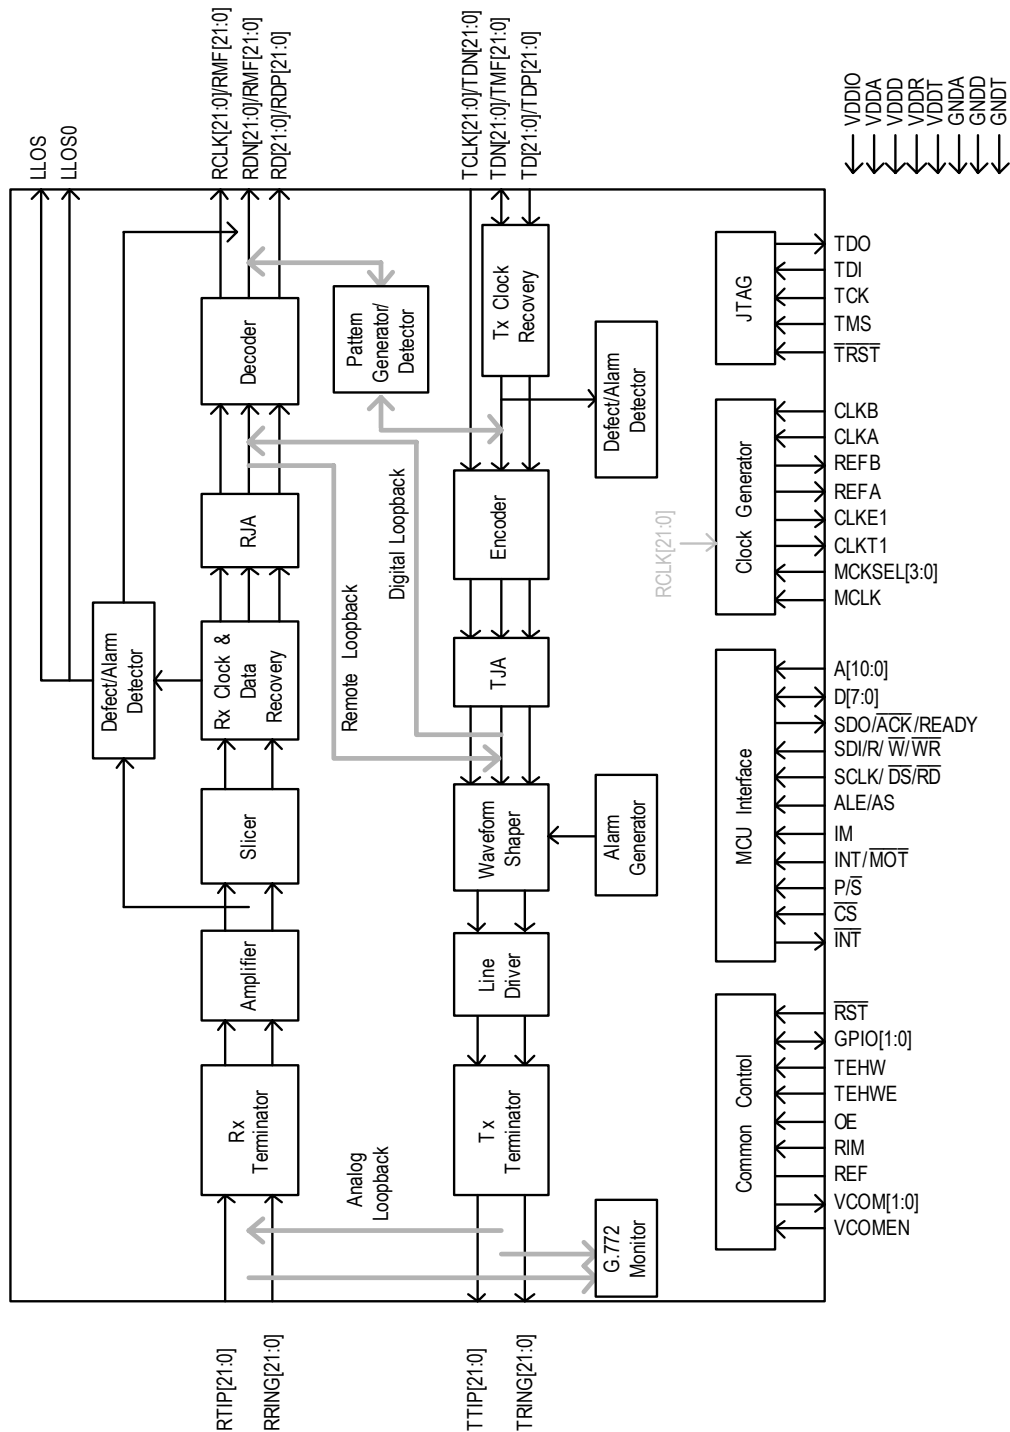 LLOS
LLOS0
RCLK[21:0]/RMF[21:0]
RDN[21:0]/RMF[21:0]
RD[21:0]/RDP[21:0]
TCLK[21:0]/TDN[21:0]
TDN[21:0]/TMF[21:0]
TD[21:0]/TDP[21:0]
VDDIO
VDDA
VDDD
VDDR
VDDT
GNDA
GNDD
GNDT
Decoder
Pattern
Generator/
Detector
Tx Clock
Recovery
Defect/Alarm
Detector
JTAG
TDO
TDI
TCK
TMS
TRST
RJA
Digital Loopback
Encoder
RCLK[21:0]
Clock Generator
CLKB
CLKA
REFB
REFA
CLKE1
CLKT1
MCKSEL[3:0]
MCLK
Defect/Alarm
Detector
Rx Clock &
Data
Recovery
Remote Loopback
TJA
Slicer
Waveform
Shaper
Alarm
Generator
MCU Interface
A[10:0]
D[7:0]
SDO/ACK/READY
SDI/R/ W/WR
SCLK/ DS/RD
ALE/AS
IM
INT/MOT
P/S
CS
INT
Amplifier
Line
Driver
Rx
Terminator
Analog
Loopback
Tx
Terminator
G.772
Monitor
Common Control
RST
GPIO[1:0]
TEHW
TEHWE
OE
RIM
REF
VCOM[1:0]
VCOMEN
RTIP[21:0]
RRING[21:0]
TTIP[21:0]
TRING[21:0]